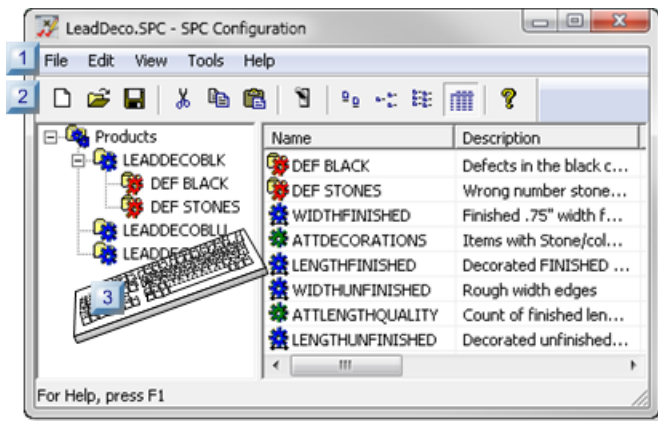 LeadDeco.SPC - SPC Configuration
1 File Edit View Tools Help
2
Products
LEADDECOBLK
DEF BLACK
DEF STONES
LEADDECOBLU
3
Name Description
DEF BLACK Defects in the black c...
DEF STONES Wrong number stone...
WIDTHFINISHED Finished .75" width f...
ATTDECORATIONS Items with Stone/col...
LENGTHFINISHED Decorated FINISHED ...
WIDTHUNFINISHED Rough width edges
ATTLENGTHQUALITY Count of finished len...
LENGTHUNFINISHED Decorated unfinished...
For Help, press F1